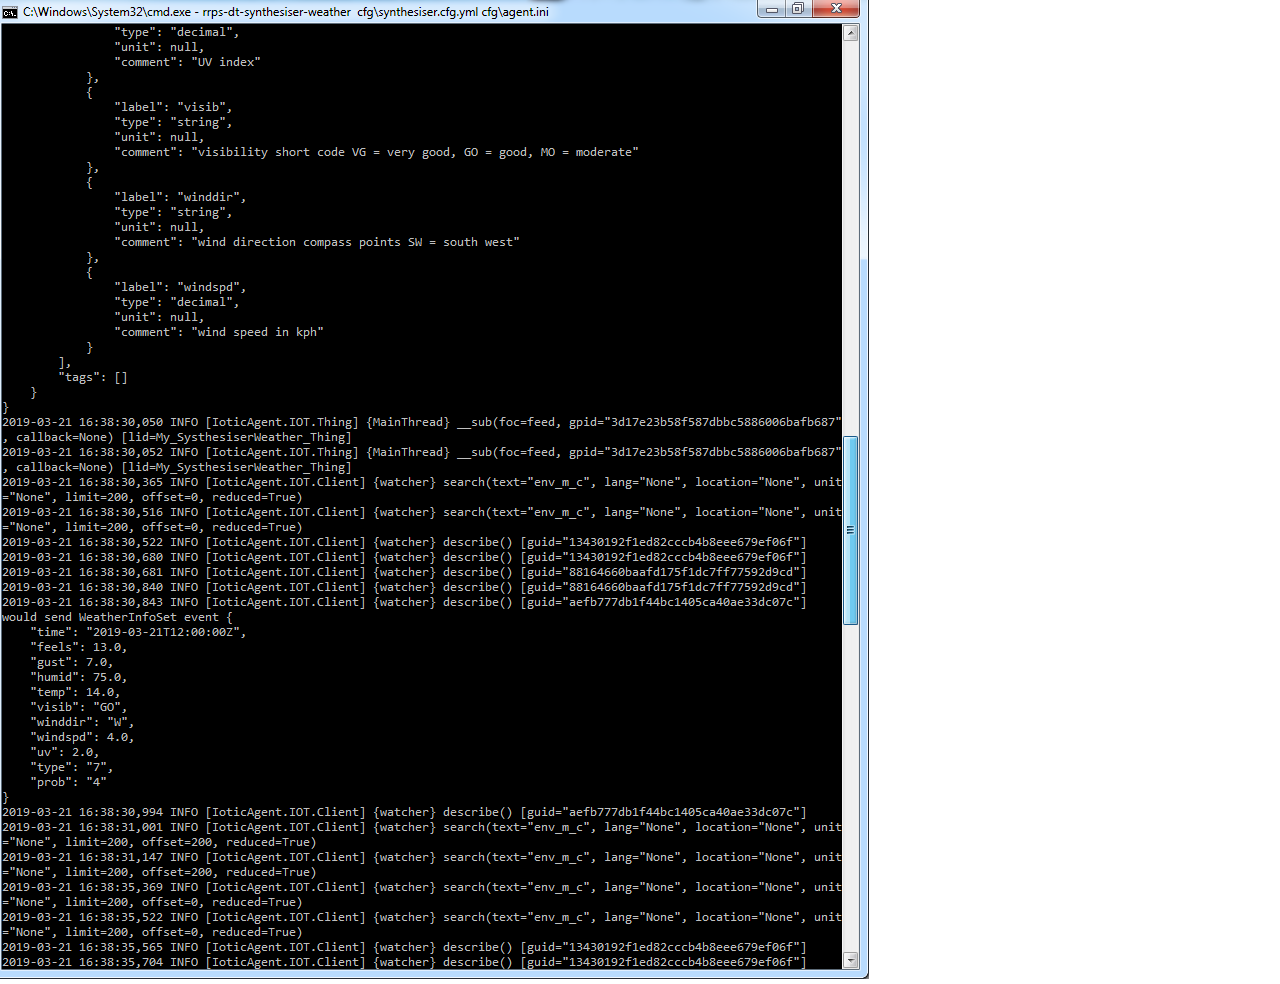 C:\Windows\System32\cmd.exe - rrps-dt-synthesiser-weather  cfg\synthesiser.cfg.yml cfg\agent.ini
"type": "decimal",
"unit": null,
"comment": "UV index"
},
{
"label": "visib",
"type": "string",
"unit": null,
"comment": "visibility short code VG = very good, GO = good, MO = moderate"
},
{
"label": "winddir",
"type": "string",
"unit": null,
"comment": "wind direction compass points SW = south west"
},
{
"label": "windspd",
"type": "decimal",
"unit": null,
"comment": "wind speed in kph"
}
],
"tags": []
}
}
2019-03-21 16:38:30,050 INFO [IoticAgent.IOT.Thing] {MainThread} __sub(foc=feed, gpid="3d17e23b58f587dbbc5886006bafb687"
, callback=None) [lid=My_SysthesiserWeather_Thing]
2019-03-21 16:38:30,052 INFO [IoticAgent.IOT.Thing] {MainThread} __sub(foc=feed, gpid="3d17e23b58f587dbbc5886006bafb687"
, callback=None) [lid=My_SysthesiserWeather_Thing]
2019-03-21 16:38:30,365 INFO [IoticAgent.IOT.Client] {watcher} search(text="env_m_c", lang="None", location="None", unit
="None", limit=200, offset=0, reduced=True)
2019-03-21 16:38:30,516 INFO [IoticAgent.IOT.Client] {watcher} search(text="env_m_c", lang="None", location="None", unit
="None", limit=200, offset=0, reduced=True)
2019-03-21 16:38:30,522 INFO [IoticAgent.IOT.Client] {watcher} describe() [guid="13430192f1ed82cccb4b8eee679ef06f"]
2019-03-21 16:38:30,680 INFO [IoticAgent.IOT.Client] {watcher} describe() [guid="13430192f1ed82cccb4b8eee679ef06f"]
2019-03-21 16:38:30,681 INFO [IoticAgent.IOT.Client] {watcher} describe() [guid="88164660baafd175f1dc7ff77592d9cd"]
2019-03-21 16:38:30,840 INFO [IoticAgent.IOT.Client] {watcher} describe() [guid="88164660baafd175f1dc7ff77592d9cd"]
2019-03-21 16:38:30,843 INFO [IoticAgent.IOT.Client] {watcher} describe() [guid="aefb777db1f44bc1405ca40ae33dc07c"]
would send WeatherInfoSet event {
"time": "2019-03-21T12:00:00Z",
"feels": 13.0,
"gust": 7.0,
"humid": 75.0,
"temp": 14.0,
"visib": "GO",
"winddir": "W",
"windspd": 4.0,
"uv": 2.0,
"type": "7",
"prob": "4"
}
2019-03-21 16:38:30,994 INFO [IoticAgent.IOT.Client] {watcher} describe() [guid="aefb777db1f44bc1405ca40ae33dc07c"]
2019-03-21 16:38:31,001 INFO [IoticAgent.IOT.Client] {watcher} search(text="env_m_c", lang="None", location="None", unit
="None", limit=200, offset=200, reduced=True)
2019-03-21 16:38:31,147 INFO [IoticAgent.IOT.Client] {watcher} search(text="env_m_c", lang="None", location="None", unit
="None", limit=200, offset=200, reduced=True)
2019-03-21 16:38:35,369 INFO [IoticAgent.IOT.Client] {watcher} search(text="env_m_c", lang="None", location="None", unit
="None", limit=200, offset=0, reduced=True)
2019-03-21 16:38:35,522 INFO [IoticAgent.IOT.Client] {watcher} search(text="env_m_c", lang="None", location="None", unit
="None", limit=200, offset=0, reduced=True)
2019-03-21 16:38:35,565 INFO [IoticAgent.IOT.Client] {watcher} describe() [guid="13430192f1ed82cccb4b8eee679ef06f"]
2019-03-21 16:38:35,704 INFO [IoticAgent.IOT.Client] {watcher} describe() [guid="13430192f1ed82cccb4b8eee679ef06f"]